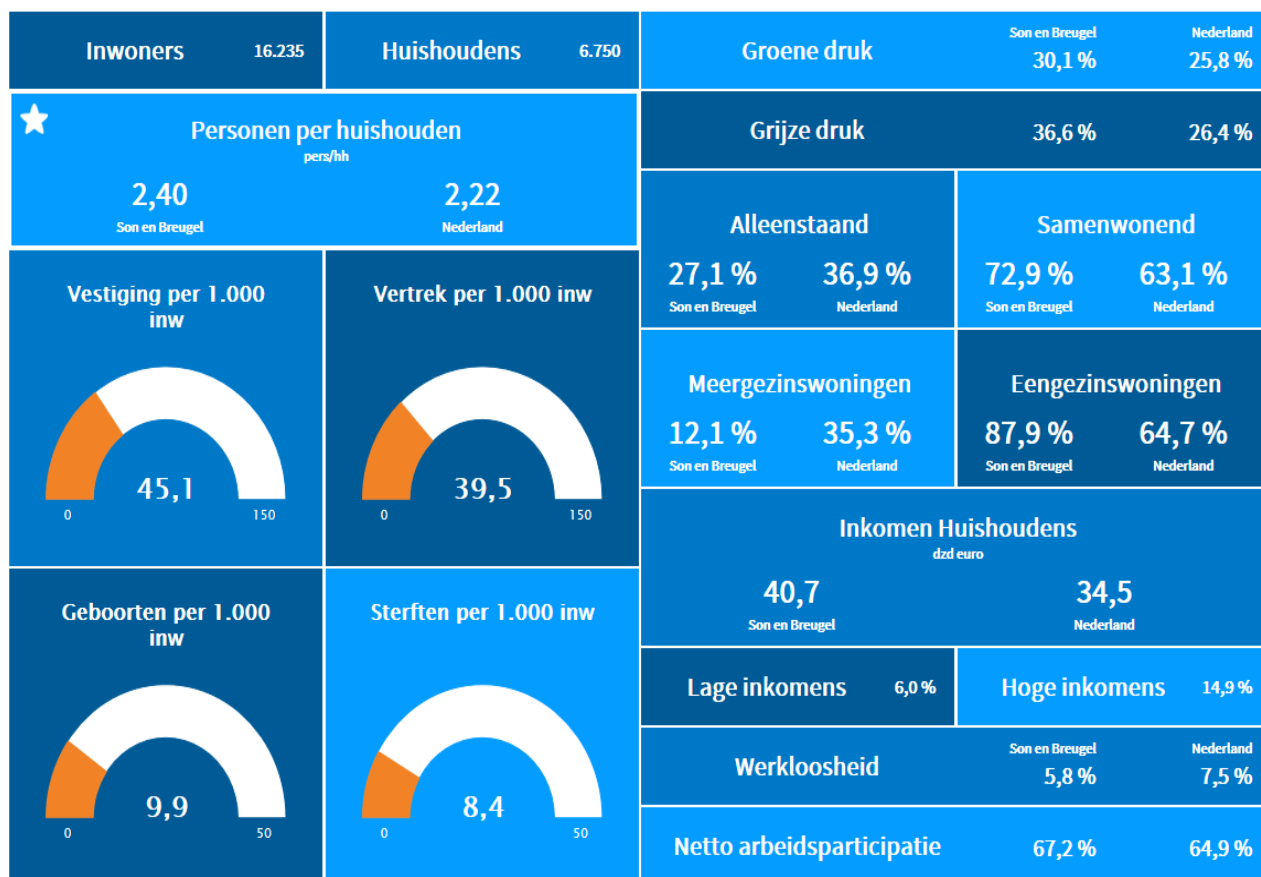 Inwoners 16.235
Huishoudens 6.750
Personen per huishouden
pers/hh
2,40 2,22
Son en Breugel Nederland
Vestiging per 1.000
inw
45,1
0 150
Vertrek per 1.000 inw
39,5
0 150
Geboorten per 1.000
inw
9,9
0 50
Sterften per 1.000 inw
8,4
0 50
Son en Breugel Nederland
Groene druk 30,1 % 25,8 %
Grijze druk 36,6 % 26,4 %
Alleenstaand
27,1 % 36,9 %
Son en Breugel Nederland
Samenwonend
72,9 % 63,1 %
Son en Breugel Nederland
Meergezinswoningen
12,1 % 35,3 %
Son en Breugel Nederland
Eengezinswoningen
87,9 % 64,7 %
Son en Breugel Nederland
Inkomen Huishoudens
dzd euro
40,7 34,5
Son en Breugel Nederland
Lage inkomens 6,0 %
Hoge inkomens 14,9 %
Son en Breugel Nederland
Werkloosheid 5,8 % 7,5 %
Netto arbeidsparticipatie 67,2 % 64,9 %